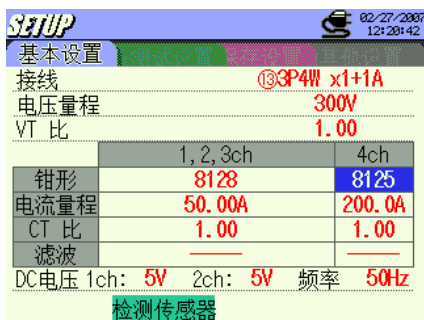 SETUP
02/27/2007
12:20:42
基本设置
接线 ⑬3P4W x1+1A
电压量程 300V
VT 比 1.00
1,2,3ch 4ch
钳形 8128 8125
电流量程 50.00A 200.0A
CT 比 1.00 1.00
滤波 —— ——
DC电压 1ch: 5V 2ch: 5V 频率 50Hz
检测传感器